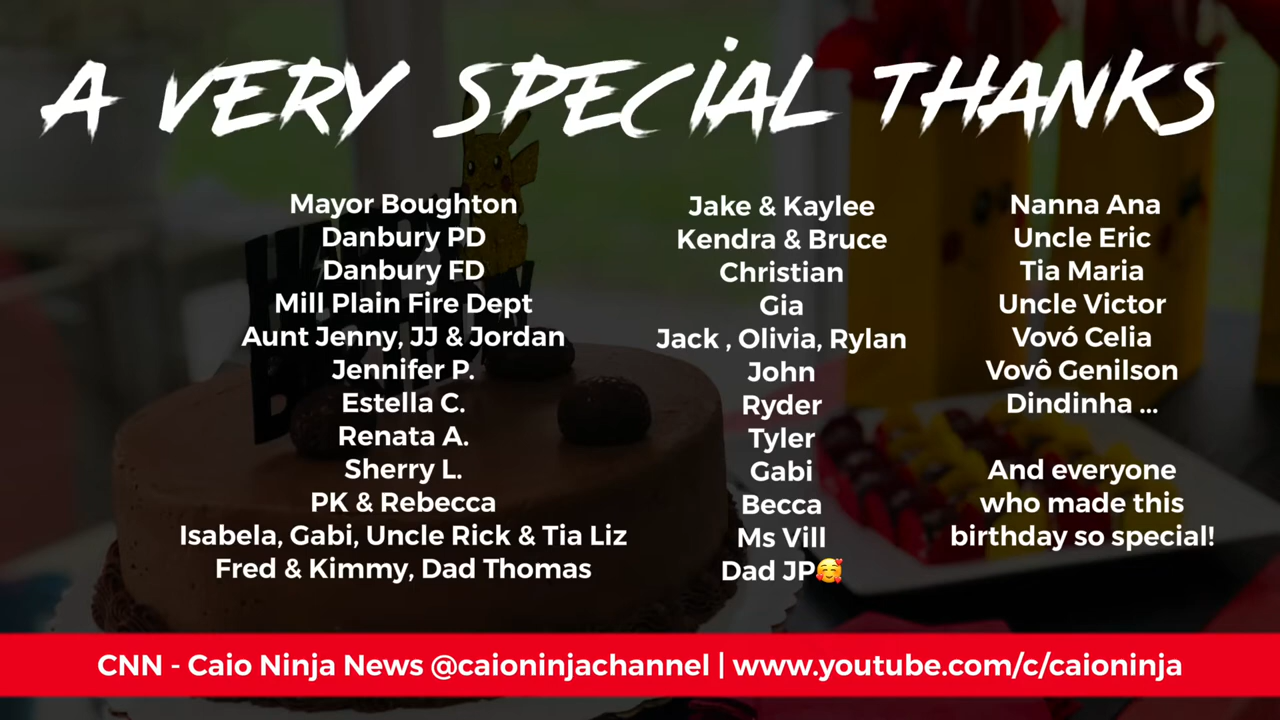 A VERY SPECIAL THANKS
Mayor Boughton
Danbury PD
Danbury FD
Mill Plain Fire Dept
Aunt Jenny, JJ & Jordan
Jennifer P.
Estella C.
Renata A.
Sherry L.
PK & Rebecca
Isabela, Gabi, Uncle Rick & Tia Liz
Fred & Kimmy, Dad Thomas
Jake & Kaylee
Kendra & Bruce
Christian
Gia
Jack , Olivia, Rylan
John
Ryder
Tyler
Gabi
Becca
Ms Vill
Dad JP🥰
Nanna Ana
Uncle Eric
Tia Maria
Uncle Victor
Vovó Celia
Vovô Genilson
Dindinha ...
And everyone
who made this
birthday so special!
CNN - Caio Ninja News @caioninjachannel | www.youtube.com/c/caioninja